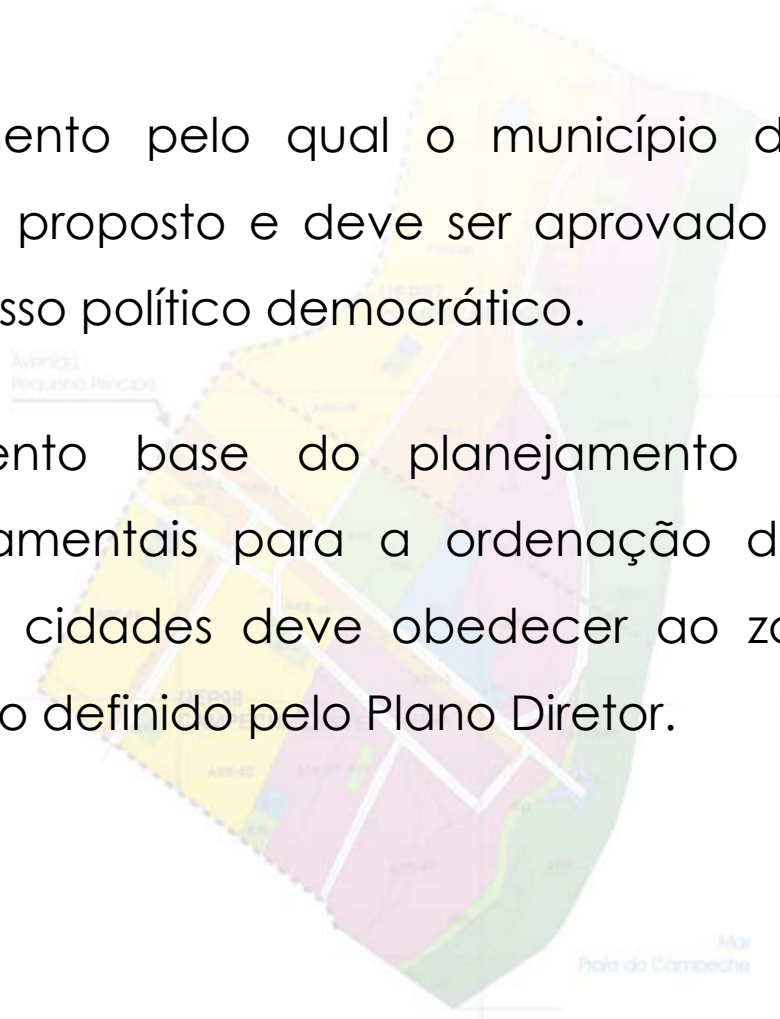 ento pelo qual o município d
proposto e deve ser aprovado
sso político democrático.
Avenida
Pequeno Príncipe
ento base do planejamento
amentais para a ordenação d
cidades deve obedecer ao zo
o definido pelo Plano Diretor.
Mar
Praia do Campeche